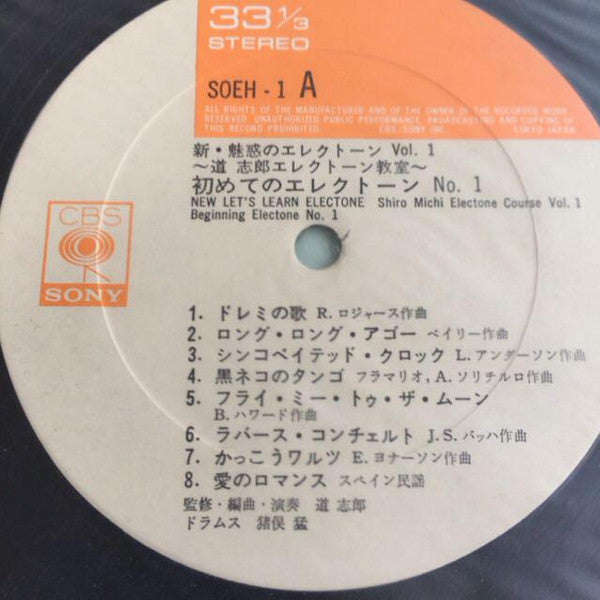 33 1/3
STEREO
SOEH - 1 A
ALL RIGHTS OF THE MANUFACTURER AND OF THE OWNER OF THE RECORDED WORK
RESERVED. UNAUTHORIZED PUBLIC PERFORMANCE, BROADCASTING AND COPYING OF
THIS RECORD PROHIBITED. CBS/SONY INC. TOKYO JAPAN
新・魅惑のエレクトーン Vol. 1
〜道 志郎エレクトーン教室〜
初めてのエレクトーン No. 1
NEW LET'S LEARN ELECTONE Shiro Michi Electone Course Vol. 1
Beginning Electone No. 1
CBS
SONY
1. ドレミの歌 R. ロジャース作曲
2. ロング・ロング・アゴー ベイリー作曲
3. シンコペイテッド・クロック L. アンダーソン作曲
4. 黒ネコのタンゴ フラマリオ, A. ソリチルロ作曲
5. フライ・ミー・トゥ・ザ・ムーン
B. ハワード作曲
6. ラバース・コンチェルト J.S. バッハ作曲
7. かっこうワルツ E. ヨナーソン作曲
8. 愛のロマンス スペイン民謡
監修・編曲・演奏 道 志郎
ドラムス 猪俣 猛